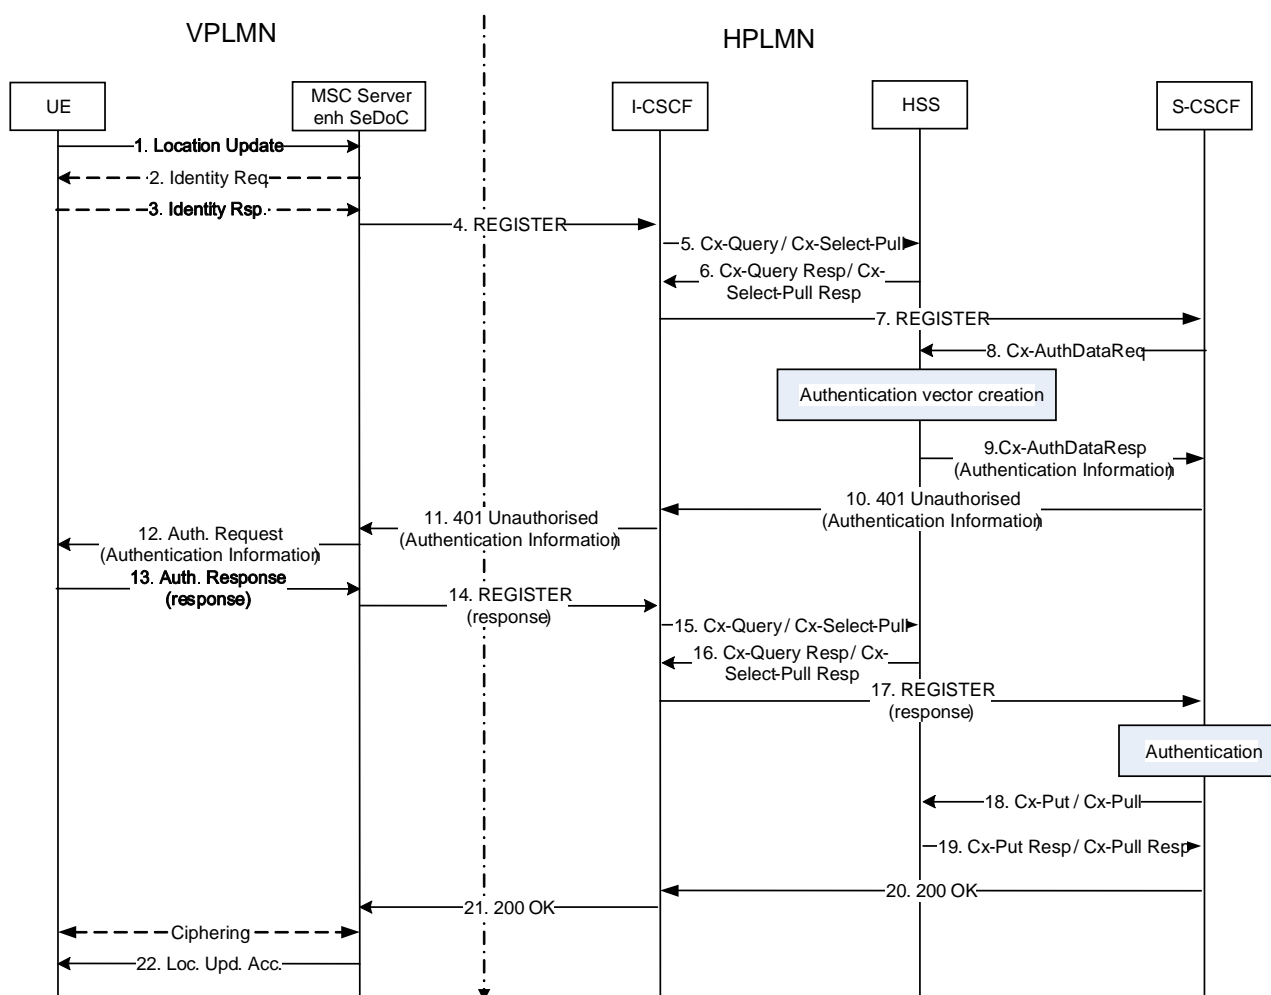 VPLMN
HPLMN
UE
MSC Server
enh SeDoC
I-CSCF
HSS
S-CSCF
1. Location Update
2. Identity Req
3. Identity Rsp.
4. REGISTER
5. Cx-Query / Cx-Select-Pull
6. Cx-Query Resp/ Cx-
Select-Pull Resp
7. REGISTER
8. Cx-AuthDataReq
Authentication vector creation
9.Cx-AuthDataResp
(Authentication Information)
10. 401 Unauthorised
(Authentication Information)
11. 401 Unauthorised
(Authentication Information)
12. Auth. Request
(Authentication Information)
13. Auth. Response
(response)
14. REGISTER
(response)
15. Cx-Query / Cx-Select-Pull
16. Cx-Query Resp/ Cx-
Select-Pull Resp
17. REGISTER
(response)
Authentication
18. Cx-Put / Cx-Pull
19. Cx-Put Resp / Cx-Pull Resp
20. 200 OK
21. 200 OK
Ciphering
22. Loc. Upd. Acc.